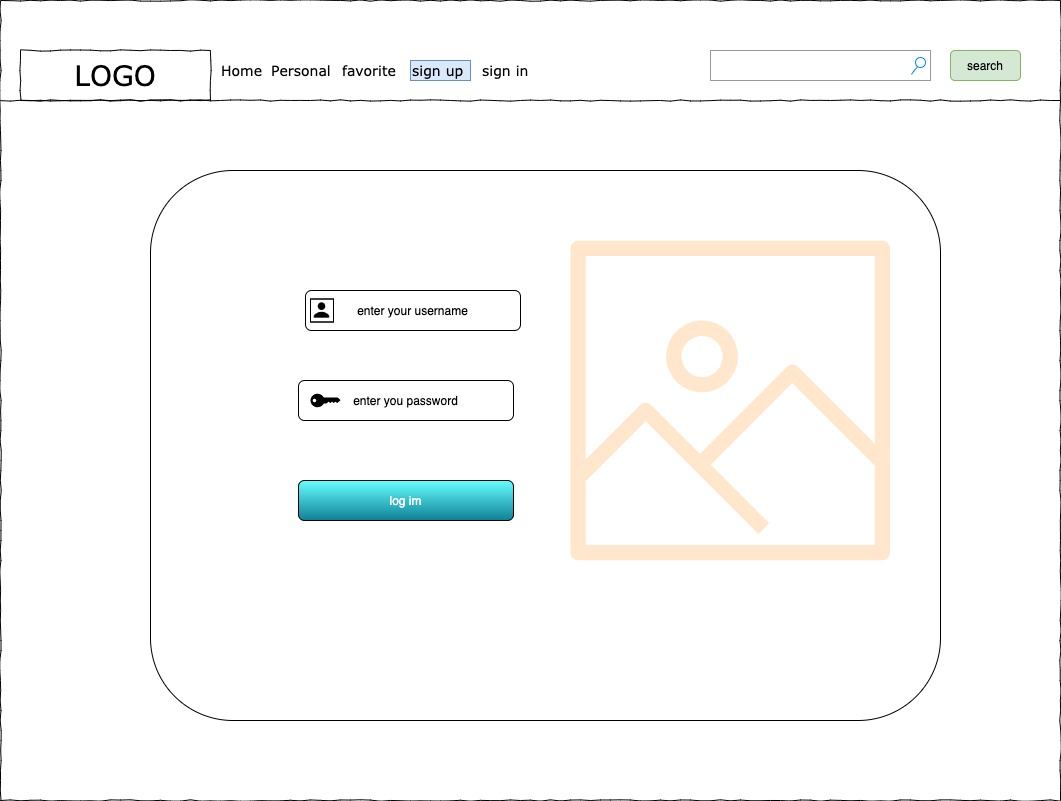 LOGO
Home Personal favorite sign up sign in
search
enter your username
enter you password
log im